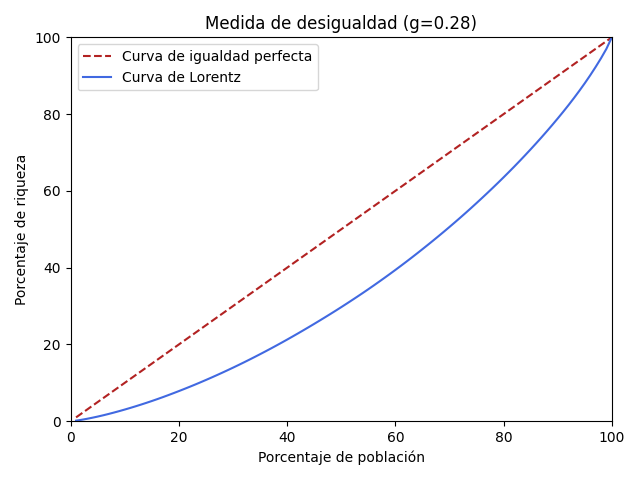 Medida de desigualdad (g=0.28)
Curva de igualdad perfecta
Curva de Lorentz
Porcentaje de riqueza
100
80
60
40
20
0
0 20 40 60 80 100
Porcentaje de población